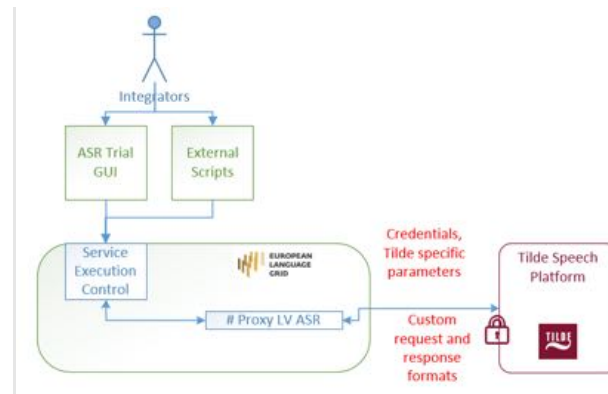 Integrators
ASR Trial
GUI
External
Scripts
Service
Execution
Control
EUROPEAN
LANGUAGE
GRID
# Proxy LV ASR
Credentials,
Tilde specific
parameters
Custom
request and
response
formats
Tilde Speech
Platform
TILDE